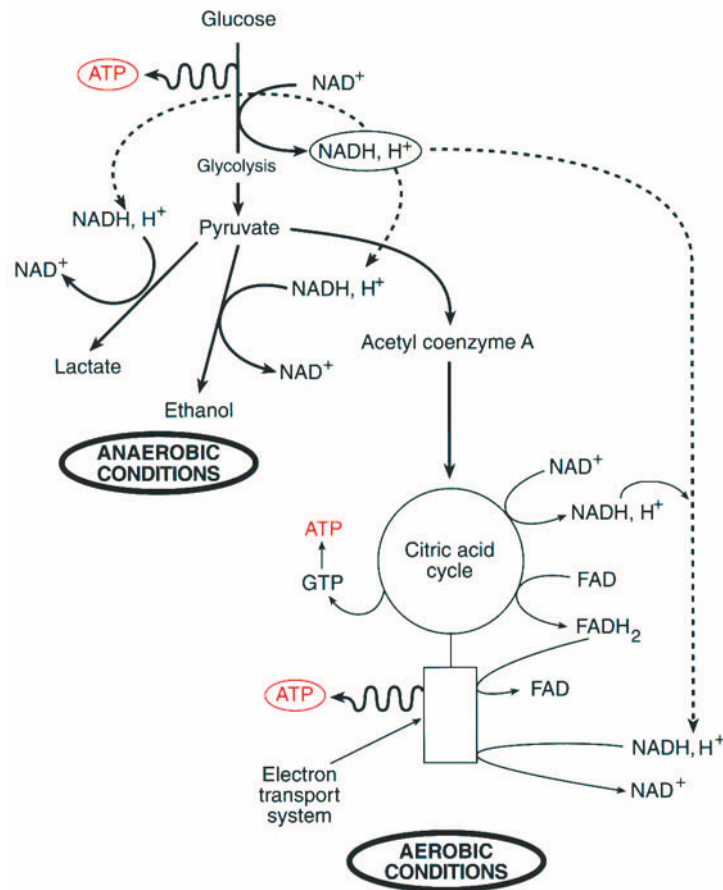 Glucose
ATP
NAD+
Glycolysis
NADH, H+
NADH, H+
Pyruvate
NAD+
NADH, H+
Acetyl coenzyme A
Lactate
NAD+
Ethanol
ANAEROBIC
CONDITIONS
NAD+
NADH, H+
ATP
Citric acid
cycle
GTP
FAD
FADH2
ATP
FAD
NADH, H+
Electron
transport
system
NAD+
AEROBIC
CONDITIONS